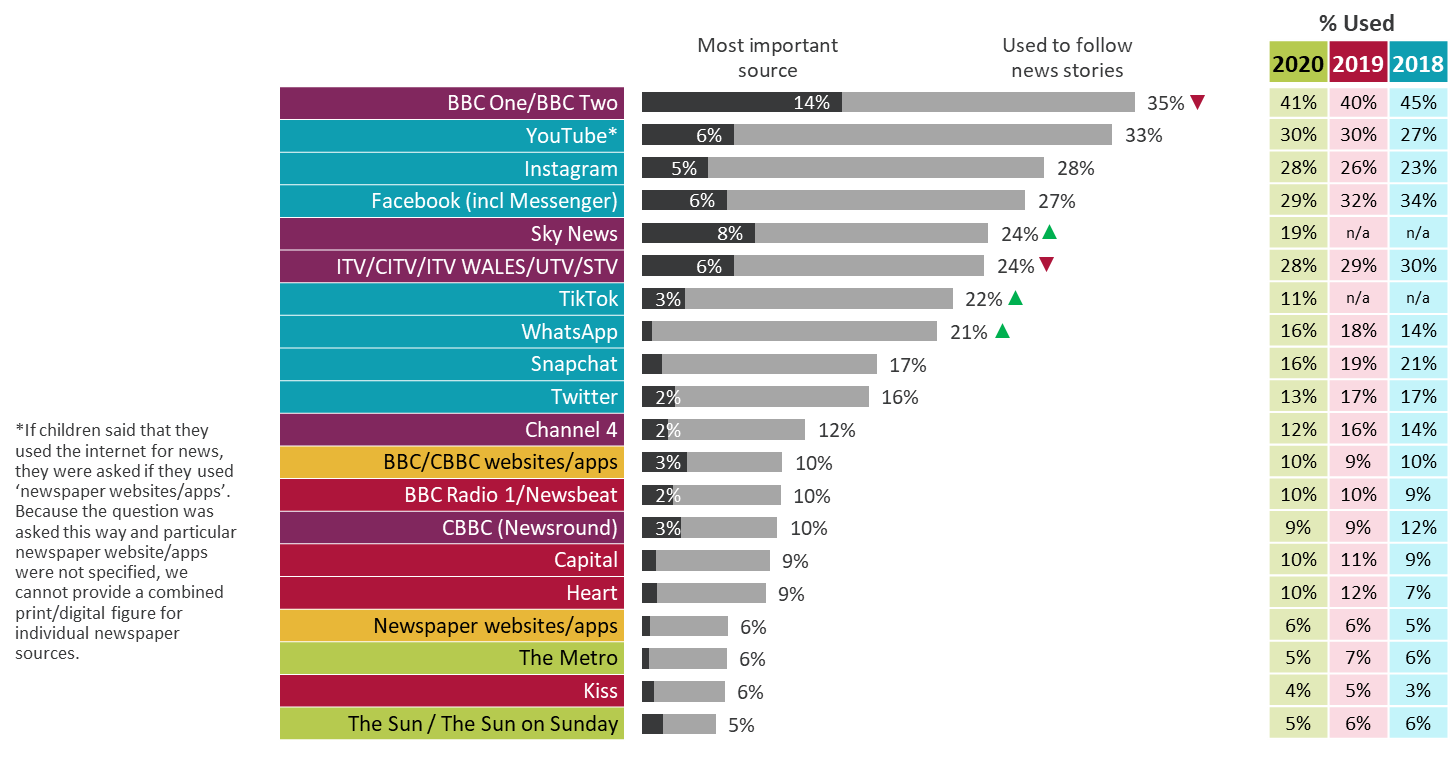 % Used
Most important source
Used to follow news stories
2020 2019 2018
BBC One/BBC Two 14% 35% 41% 40% 45%
YouTube* 6% 33% 30% 30% 27%
Instagram 5% 28% 28% 26% 23%
Facebook (incl Messenger) 6% 27% 29% 32% 34%
Sky News 8% 24% 19% n/a n/a
ITV/CITV/ITV WALES/UTV/STV 6% 24% 28% 29% 30%
TikTok 3% 22% 11% n/a n/a
WhatsApp 21% 16% 18% 14%
Snapchat 17% 16% 19% 21%
Twitter 2% 16% 13% 17% 17%
Channel 4 2% 12% 12% 16% 14%
BBC/CBBC websites/apps 3% 10% 10% 9% 10%
BBC Radio 1/Newsbeat 2% 10% 10% 10% 9%
CBBC (Newsround) 3% 10% 9% 9% 12%
Capital 9% 10% 11% 9%
Heart 9% 10% 12% 7%
Newspaper websites/apps 6% 6% 6% 5%
The Metro 6% 5% 7% 6%
Kiss 6% 4% 5% 3%
The Sun / The Sun on Sunday 5% 5% 6% 6%
*If children said that they
used the internet for news,
they were asked if they used
‘newspaper websites/apps’.
Because the question was
asked this way and particular
newspaper website/apps
were not specified, we
cannot provide a combined
print/digital figure for
individual newspaper
sources.